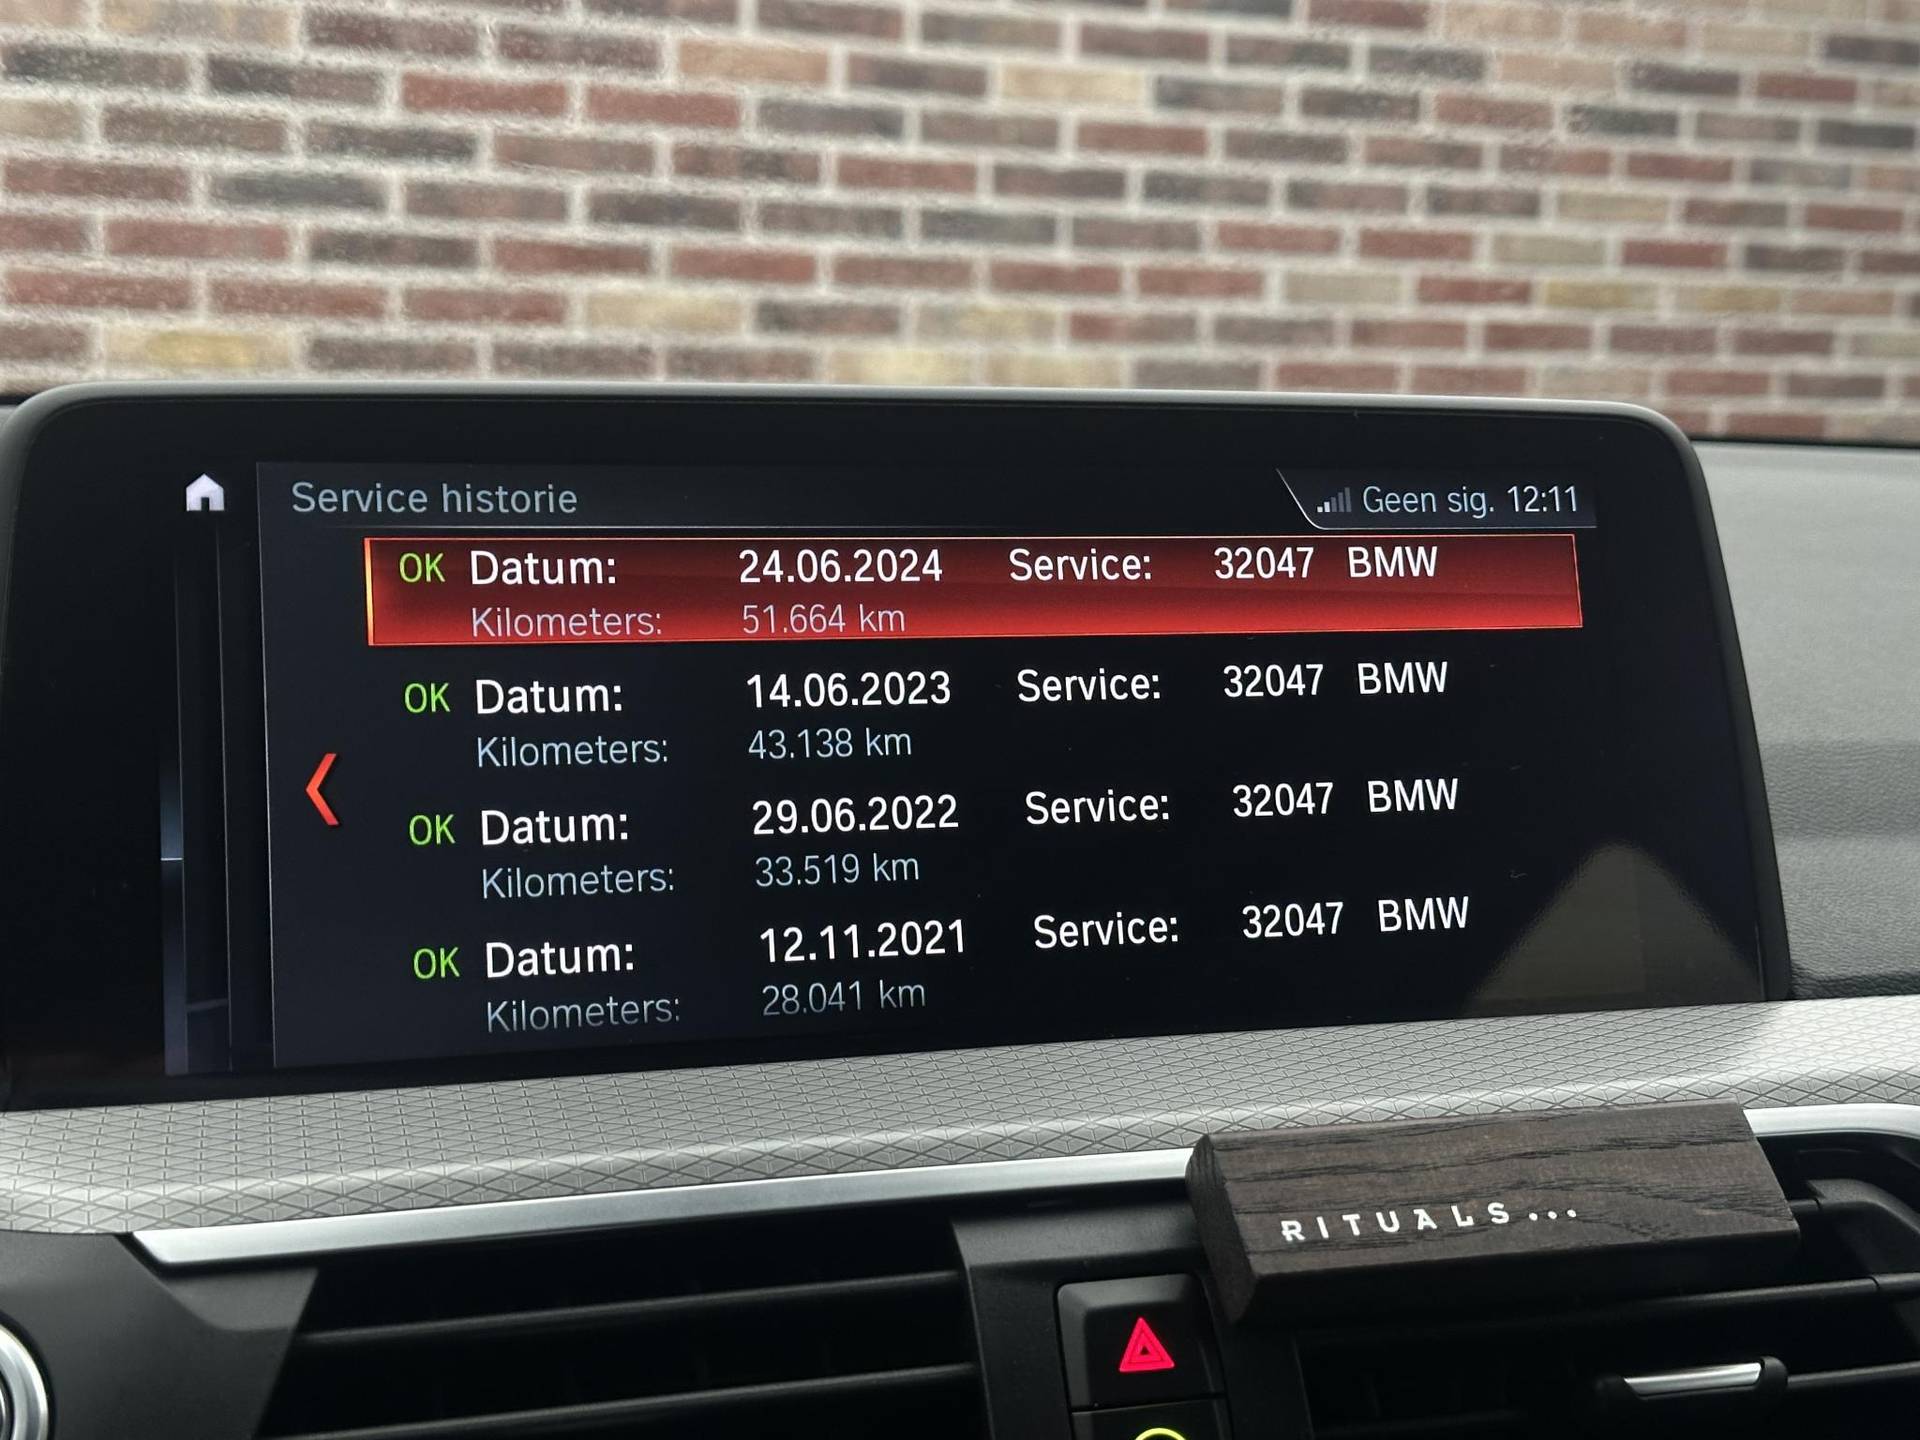 Service historie
Geen sig. 12:11
OK Datum: 24.06.2024 Service: 32047 BMW
Kilometers: 51.664 km
OK Datum: 14.06.2023 Service: 32047 BMW
Kilometers: 43.138 km
OK Datum: 29.06.2022 Service: 32047 BMW
Kilometers: 33.519 km
OK Datum: 12.11.2021 Service: 32047 BMW
Kilometers: 28.041 km
RITUALS...